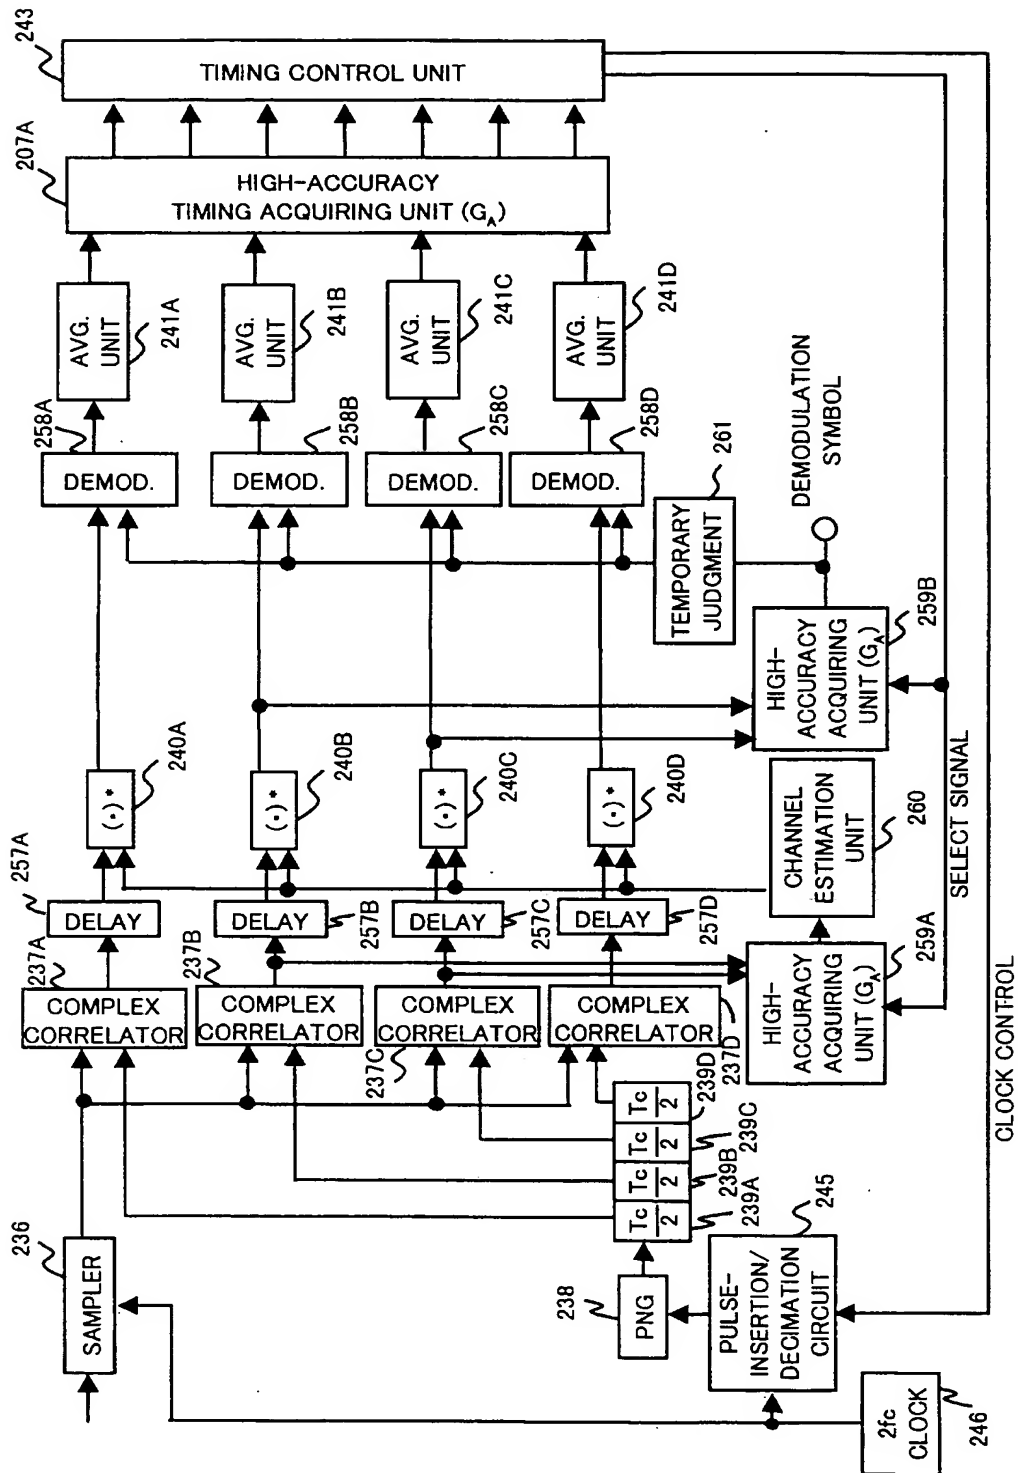 243
TIMING CONTROL UNIT
207A
HIGH-ACCURACY
TIMING ACQUIRING UNIT (GA)
AVG.
UNIT
241A
AVG.
UNIT
241B
AVG.
UNIT
241C
AVG.
UNIT
241D
258A
DEMOD.
258B
DEMOD.
258C
DEMOD.
258D
DEMOD.
261
TEMPORARY
JUDGMENT
DEMODULATION
SYMBOL
HIGH-
ACCURACY
ACQUIRING
UNIT (GA)
259B
240A
(•)*
240B
(•)*
240C
(•)*
240D
(•)*
CHANNEL
ESTIMATION
UNIT
260
SELECT SIGNAL
257A
DELAY
257B
DELAY
257C
DELAY
257D
DELAY
237A
COMPLEX
CORRELATOR
237B
COMPLEX
CORRELATOR
237C
COMPLEX
CORRELATOR
237D
COMPLEX
CORRELATOR
HIGH-
ACCURACY
ACQUIRING
UNIT (GA)
259A
CLOCK CONTROL
239D
Tc
2
239C
Tc
2
239B
Tc
2
239A
Tc
2
236
SAMPLER
238
PNG
245
PULSE-
INSERTION/
DECIMATION
CIRCUIT
2fc
CLOCK
246